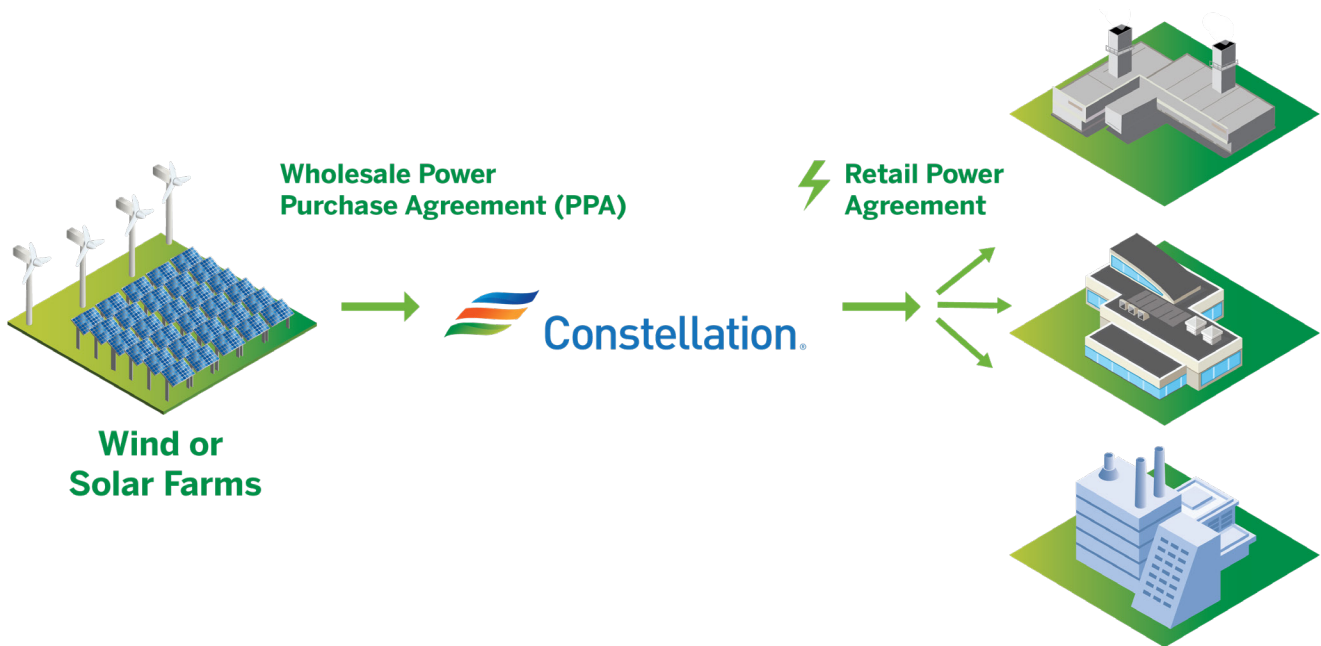 Wholesale Power
Purchase Agreement (PPA)
Retail Power
Agreement
Constellation®
Wind or
Solar Farms